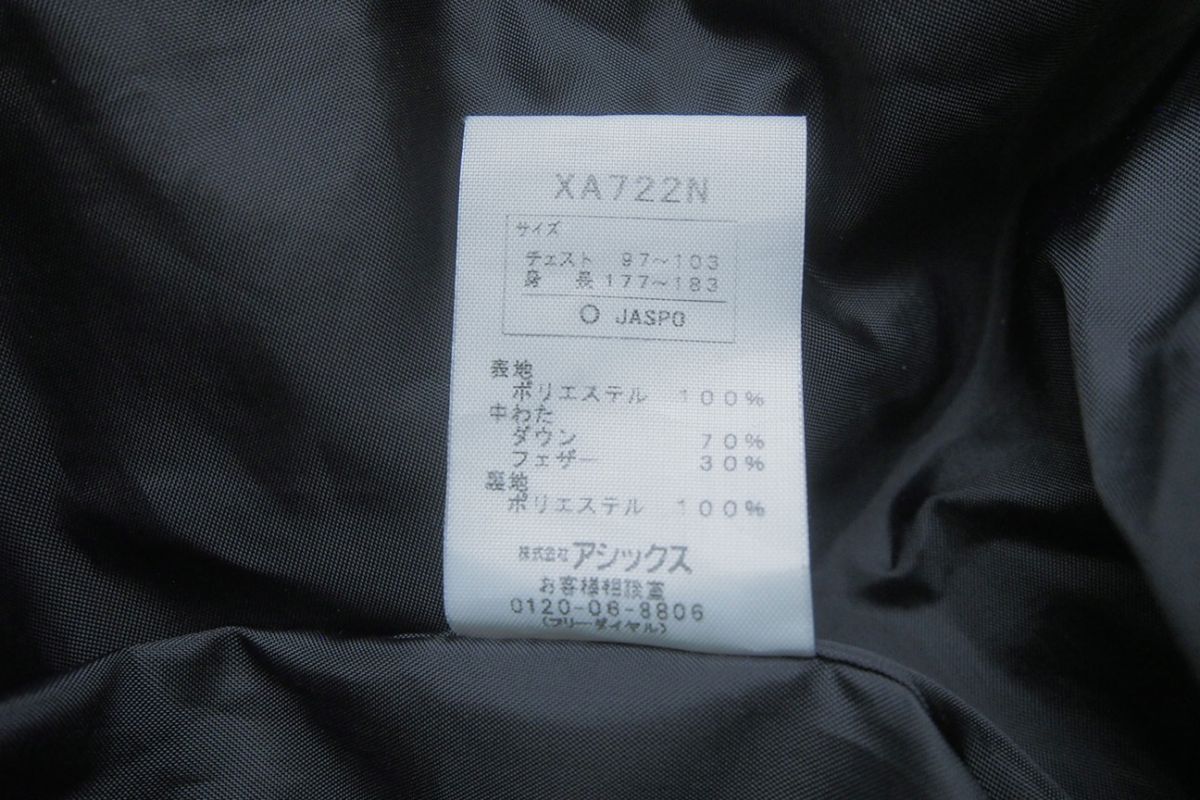 XA722N
サイズ
チェスト 97~103
身 長 177~183
O JASPO
表地
ポリエステル 100%
中わた
ダウン 70%
フェザー 30%
裏地
ポリエステル 100%
株式会社アシックス
お客様相談室
0120-06-8806
(フリーダイヤル)